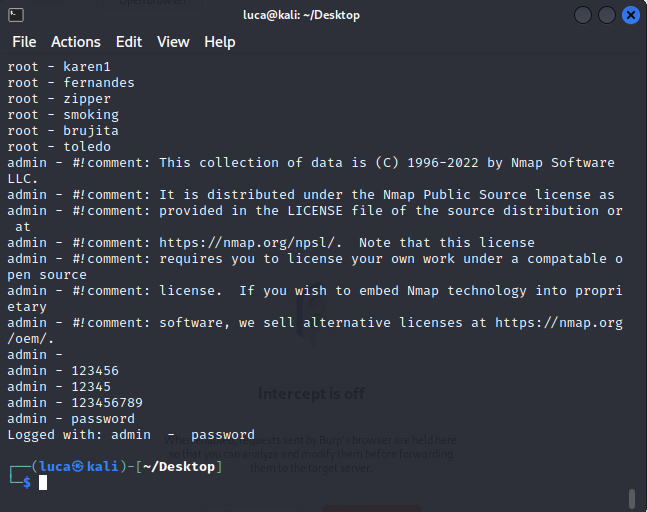 luca@kali: ~/Desktop
File Actions Edit View Help
root - karen1
root - fernandes
root - zipper
root - smoking
root - brujita
root - toledo
admin - #!comment: This collection of data is (C) 1996-2022 by Nmap Software
LLC.
admin - #!comment: It is distributed under the Nmap Public Source license as
admin - #!comment: provided in the LICENSE file of the source distribution or
at
admin - #!comment: https://nmap.org/npsl/.  Note that this license
admin - #!comment: requires you to license your own work under a compatable o
pen source
admin - #!comment: license.  If you wish to embed Nmap technology into propri
etary
admin - #!comment: software, we sell alternative licenses at https://nmap.org
/oem/.
admin -
admin - 123456
admin - 12345
admin - 123456789
admin - password
Logged with: admin  -  password
┌──(luca㉿kali)-[~/Desktop]
└─$
Open browser
Intercept is off
When enabled, requests sent by Burp's browser are held here
so that you can analyze and modify them before forwarding
them to the target server.